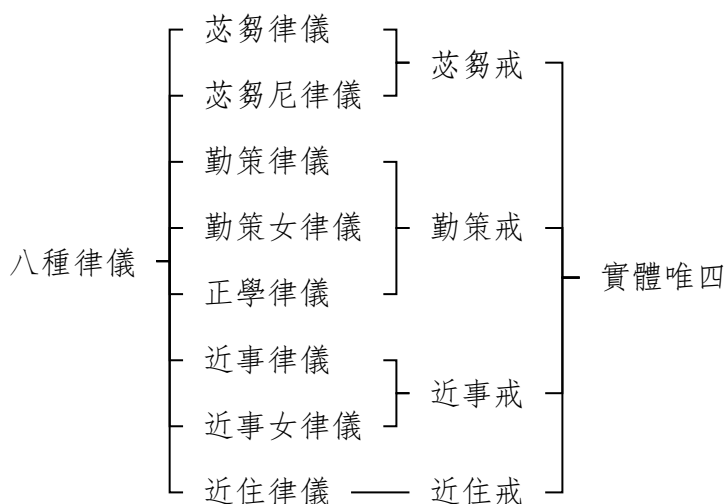 八種律儀
苾芻律儀
苾芻尼律儀
勤策律儀
勤策女律儀
正學律儀
近事律儀
近事女律儀
近住律儀
苾芻戒
勤策戒
近事戒
近住戒
實體唯四